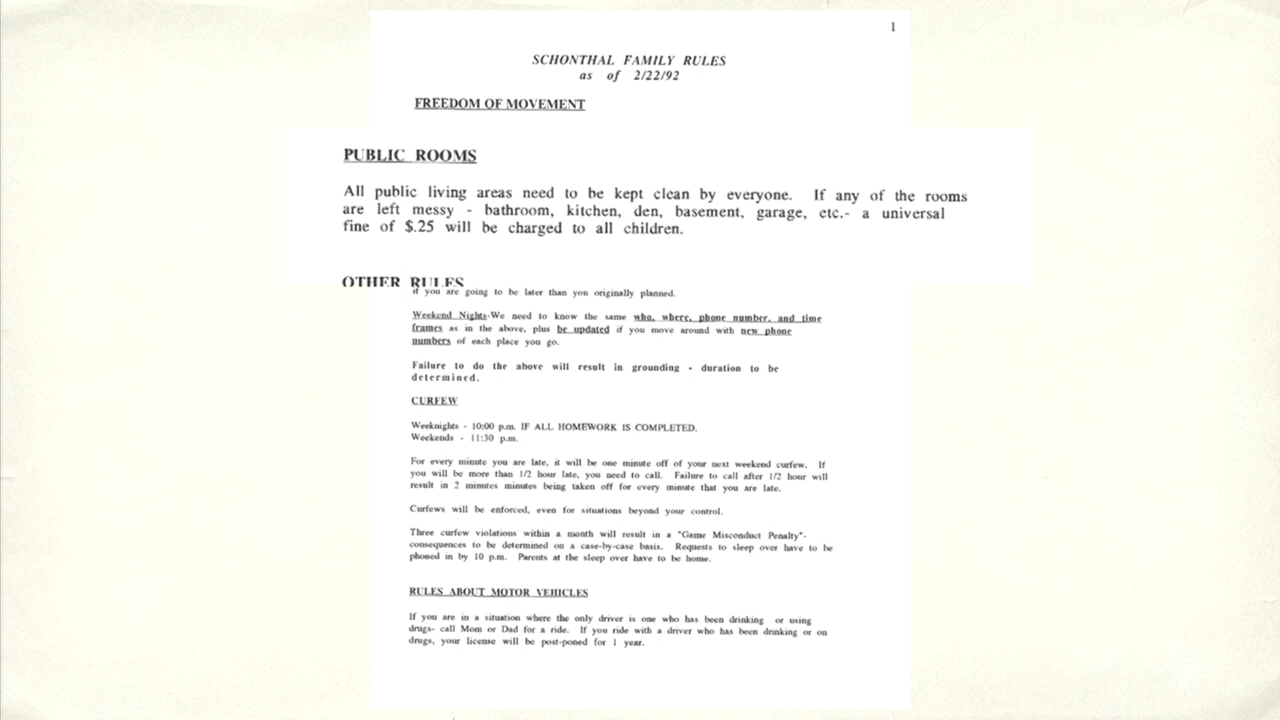 1
SCHONTHAL FAMILY RULES
as of 2/22/92
FREEDOM OF MOVEMENT
PUBLIC ROOMS
All public living areas need to be kept clean by everyone. If any of the rooms
are left messy - bathroom, kitchen, den, basement, garage, etc.- a universal
fine of $.25 will be charged to all children.
OTHER RULES
if you are going to be later than you originally planned.
Weekend Nights-We need to know the same who, where, phone number, and time
frames as in the above, plus be updated if you move around with new phone
numbers of each place you go.
Failure to do the above will result in grounding - duration to be
determined.
CURFEW
Weeknights - 10:00 p.m. IF ALL HOMEWORK IS COMPLETED.
Weekends - 11:30 p.m.
For every minute you are late, it will be one minute off of your next weekend curfew. If
you will be more than 1/2 hour late, you need to call. Failure to call after 1/2 hour will
result in 2 minutes minutes being taken off for every minute that you are late.
Curfews will be enforced, even for situations beyond your control.
Three curfew violations within a month will result in a "Game Misconduct Penalty"-
consequences to be determined on a case-by-case basis. Requests to sleep over have to be
phoned in by 10 p.m. Parents at the sleep over have to be home.
RULES ABOUT MOTOR VEHICLES
If you are in a situation where the only driver is one who has been drinking or using
drugs- call Mom or Dad for a ride. If you ride with a driver who has been drinking or on
drugs, your license will be post-poned for 1 year.